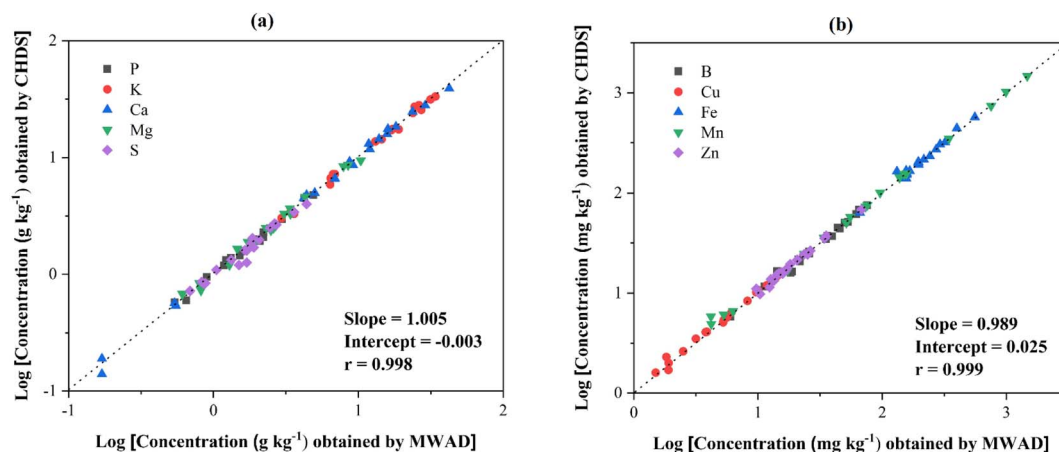 (a)
Log [Concentration (g kg⁻¹) obtained by CHDS]
2
1
0
-1
P
K
Ca
Mg
S
Slope = 1.005
Intercept = -0.003
r = 0.998
-1
0
1
2
Log [Concentration (g kg⁻¹) obtained by MWAD]
(b)
Log [Concentration (mg kg⁻¹) obtained by CHDS]
3
2
1
0
B
Cu
Fe
Mn
Zn
Slope = 0.989
Intercept = 0.025
r = 0.999
0
1
2
3
Log [Concentration (mg kg⁻¹) obtained by MWAD]